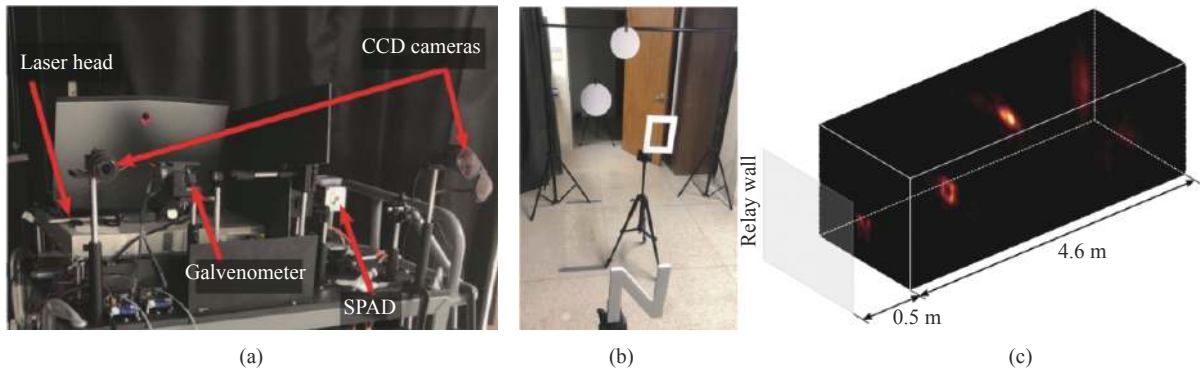 Laser head
CCD cameras
Galvenometer
SPAD
Relay wall
4.6 m
0.5 m
(a)
(b)
(c)